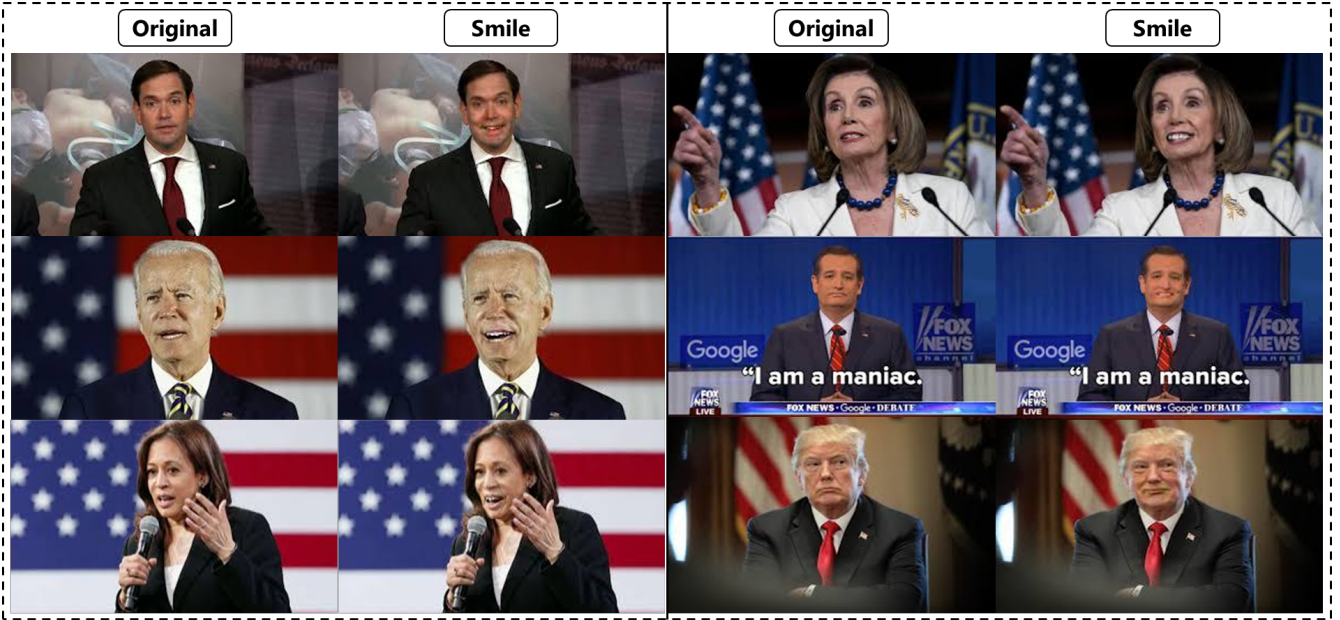 Original
Smile
Original
Smile
Google
FOX
NEWS
channel
"I am a maniac.
FOX
NEWS
LIVE
FOX NEWS • Google • DEBATE
Google
FOX
NEWS
channel
"I am a maniac.
FOX
NEWS
LIVE
FOX NEWS • Google • DEBATE